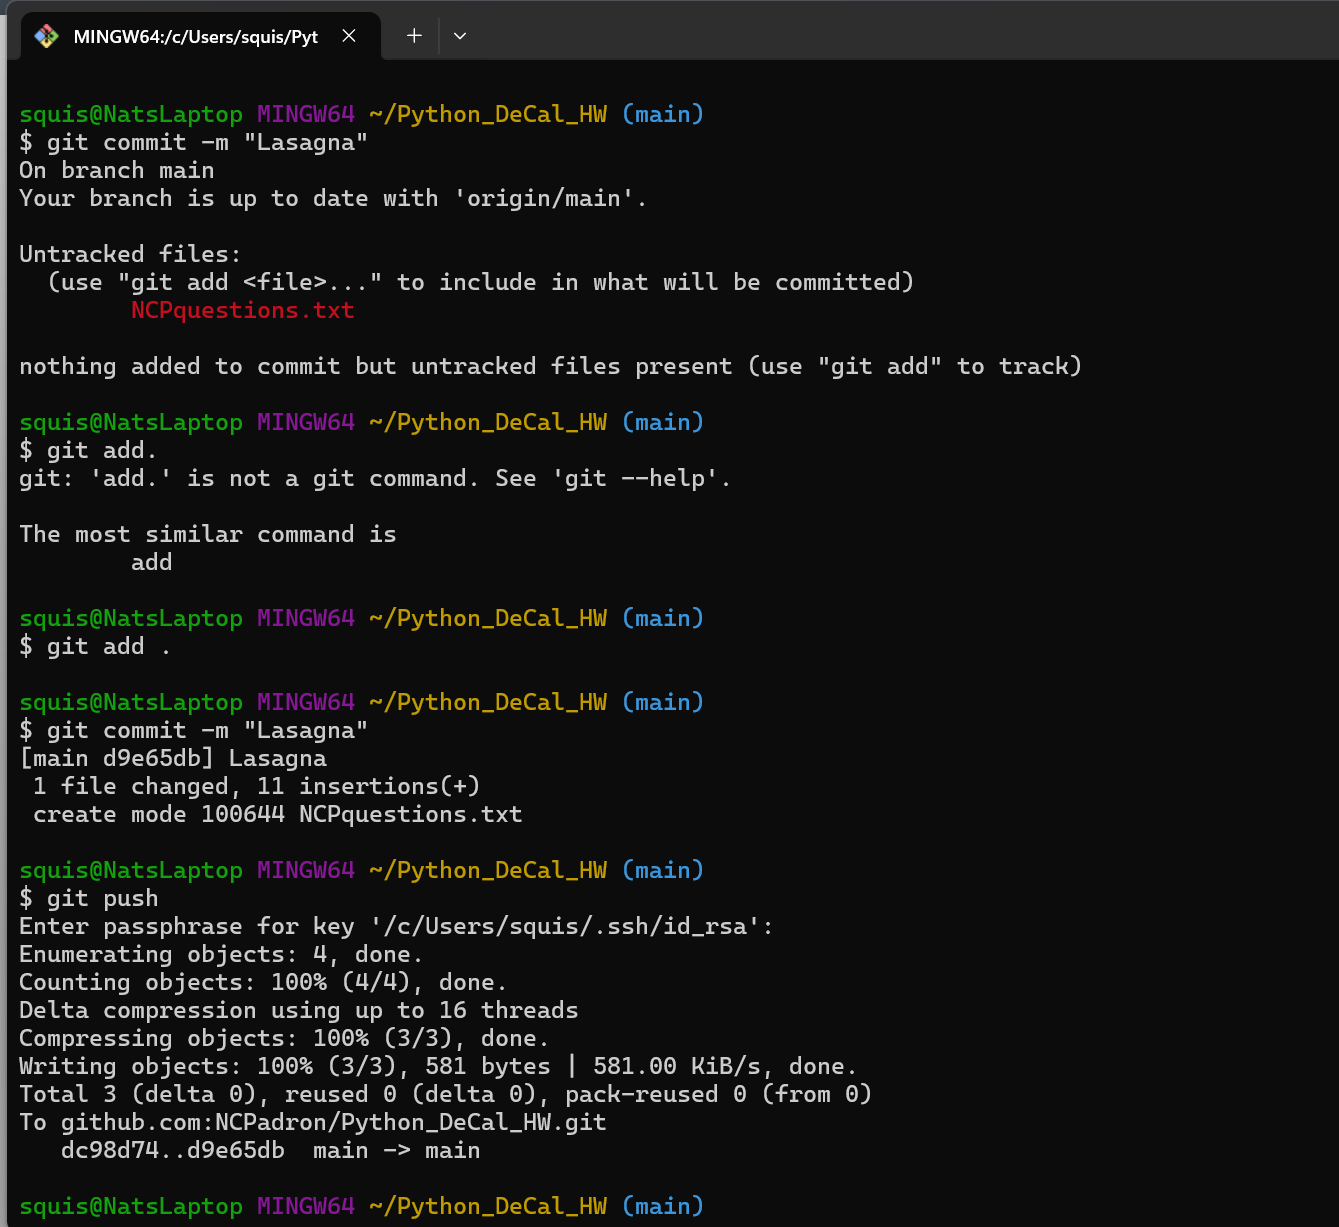 MINGW64:/c/Users/squis/Pyt
squis@NatsLaptop MINGW64 ~/Python_DeCal_HW (main)
$ git commit -m "Lasagna"
On branch main
Your branch is up to date with 'origin/main'.
Untracked files:
  (use "git add <file>..." to include in what will be committed)
        NCPquestions.txt
nothing added to commit but untracked files present (use "git add" to track)
squis@NatsLaptop MINGW64 ~/Python_DeCal_HW (main)
$ git add.
git: 'add.' is not a git command. See 'git --help'.
The most similar command is
        add
squis@NatsLaptop MINGW64 ~/Python_DeCal_HW (main)
$ git add .
squis@NatsLaptop MINGW64 ~/Python_DeCal_HW (main)
$ git commit -m "Lasagna"
[main d9e65db] Lasagna
 1 file changed, 11 insertions(+)
 create mode 100644 NCPquestions.txt
squis@NatsLaptop MINGW64 ~/Python_DeCal_HW (main)
$ git push
Enter passphrase for key '/c/Users/squis/.ssh/id_rsa':
Enumerating objects: 4, done.
Counting objects: 100% (4/4), done.
Delta compression using up to 16 threads
Compressing objects: 100% (3/3), done.
Writing objects: 100% (3/3), 581 bytes | 581.00 KiB/s, done.
Total 3 (delta 0), reused 0 (delta 0), pack-reused 0 (from 0)
To github.com:NCPadron/Python_DeCal_HW.git
   dc98d74..d9e65db  main -> main
squis@NatsLaptop MINGW64 ~/Python_DeCal_HW (main)